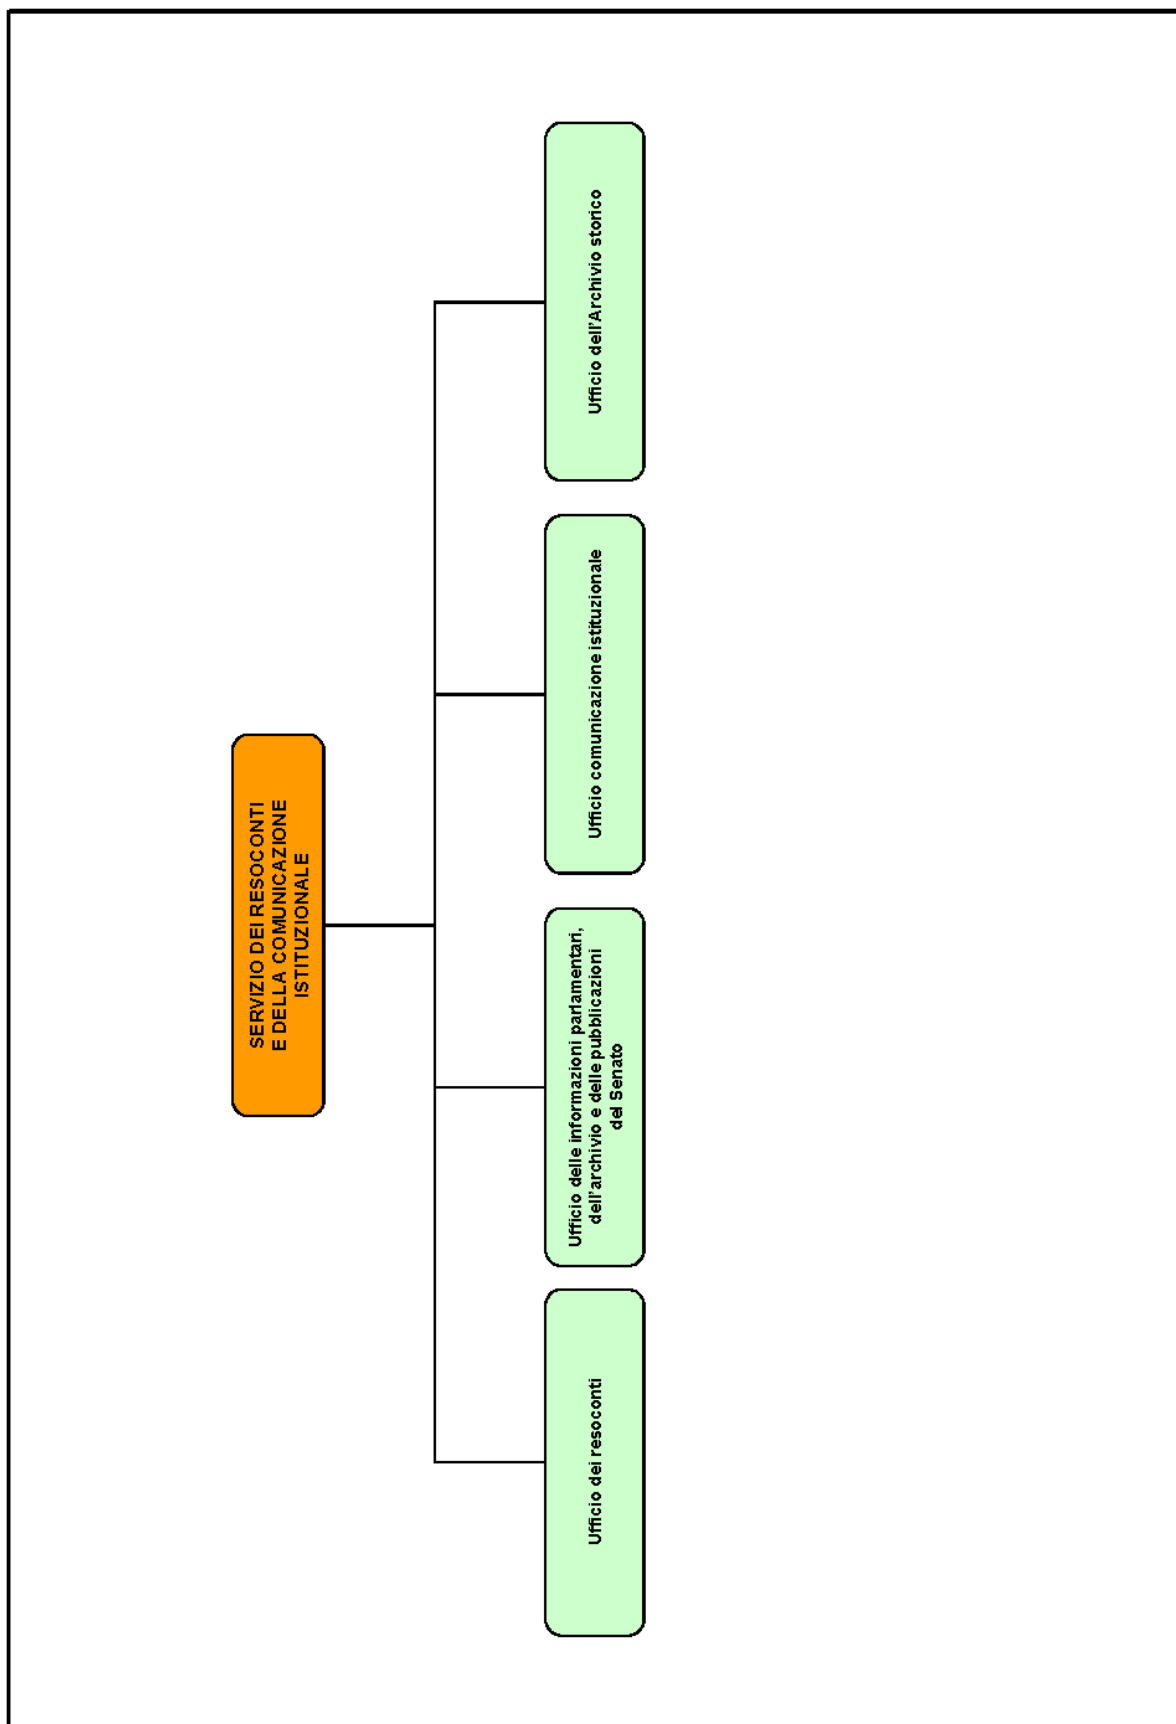 SERVIZIO DEI RESOCONTI
E DELLA COMUNICAZIONE
ISTITUZIONALE
Ufficio dei resoconti
Ufficio delle informazioni parlamentari,
dell'archivio e delle pubblicazioni
del Senato
Ufficio comunicazione istituzionale
Ufficio dell'Archivio storico